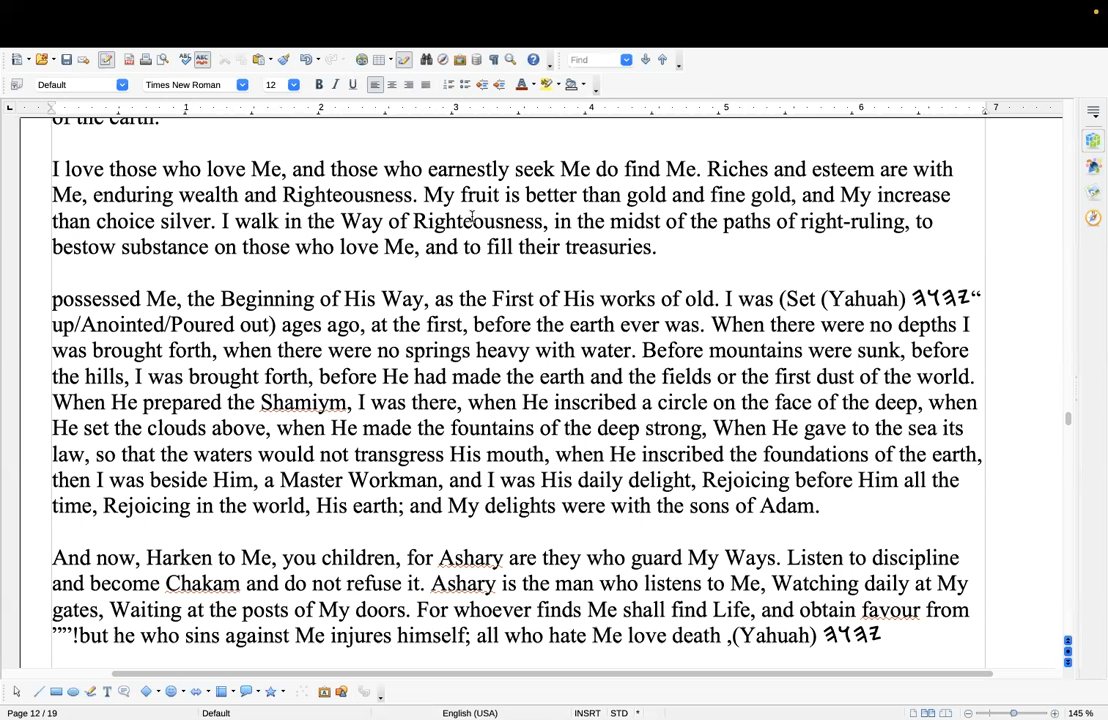 Find
Default
Times New Roman
12
1 2 3 4 5 6 7
of the earth.
I love those who love Me, and those who earnestly seek Me do find Me. Riches and esteem are with
Me, enduring wealth and Righteousness. My fruit is better than gold and fine gold, and My increase
than choice silver. I walk in the Way of Righteousness, in the midst of the paths of right-ruling, to
bestow substance on those who love Me, and to fill their treasuries.
possessed Me, the Beginning of His Way, as the First of His works of old. I was (Set (Yahuah) 𐤉𐤄𐤅𐤄“
up/Anointed/Poured out) ages ago, at the first, before the earth ever was. When there were no depths I
was brought forth, when there were no springs heavy with water. Before mountains were sunk, before
the hills, I was brought forth, before He had made the earth and the fields or the first dust of the world.
When He prepared the Shamiym, I was there, when He inscribed a circle on the face of the deep, when
He set the clouds above, when He made the fountains of the deep strong, When He gave to the sea its
law, so that the waters would not transgress His mouth, when He inscribed the foundations of the earth,
then I was beside Him, a Master Workman, and I was His daily delight, Rejoicing before Him all the
time, Rejoicing in the world, His earth; and My delights were with the sons of Adam.
And now, Harken to Me, you children, for Ashary are they who guard My Ways. Listen to discipline
and become Chakam and do not refuse it. Ashary is the man who listens to Me, Watching daily at My
gates, Waiting at the posts of My doors. For whoever finds Me shall find Life, and obtain favour from
””!but he who sins against Me injures himself; all who hate Me love death ,(Yahuah) 𐤉𐤄𐤅𐤄
Page 12 / 19
Default
English (USA)
INSRT
STD
*
145 %